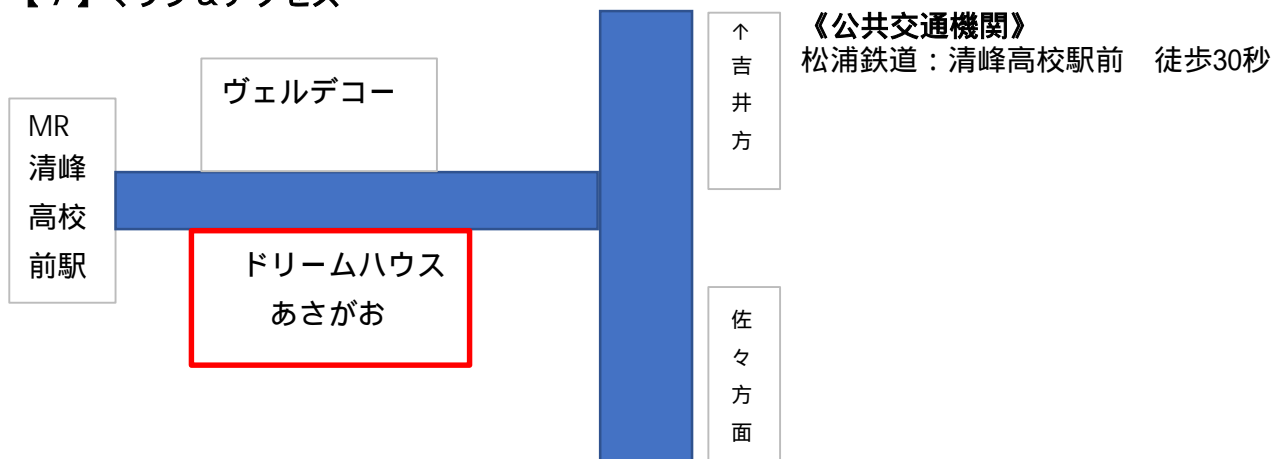 【7】マップ&アクセス
《公共交通機関》
松浦鉄道：清峰高校駅前　徒歩30秒
↑
吉
井
方
ヴェルデコー
MR
清峰
高校
前駅
ドリームハウス
あさがお
佐
々
方
面